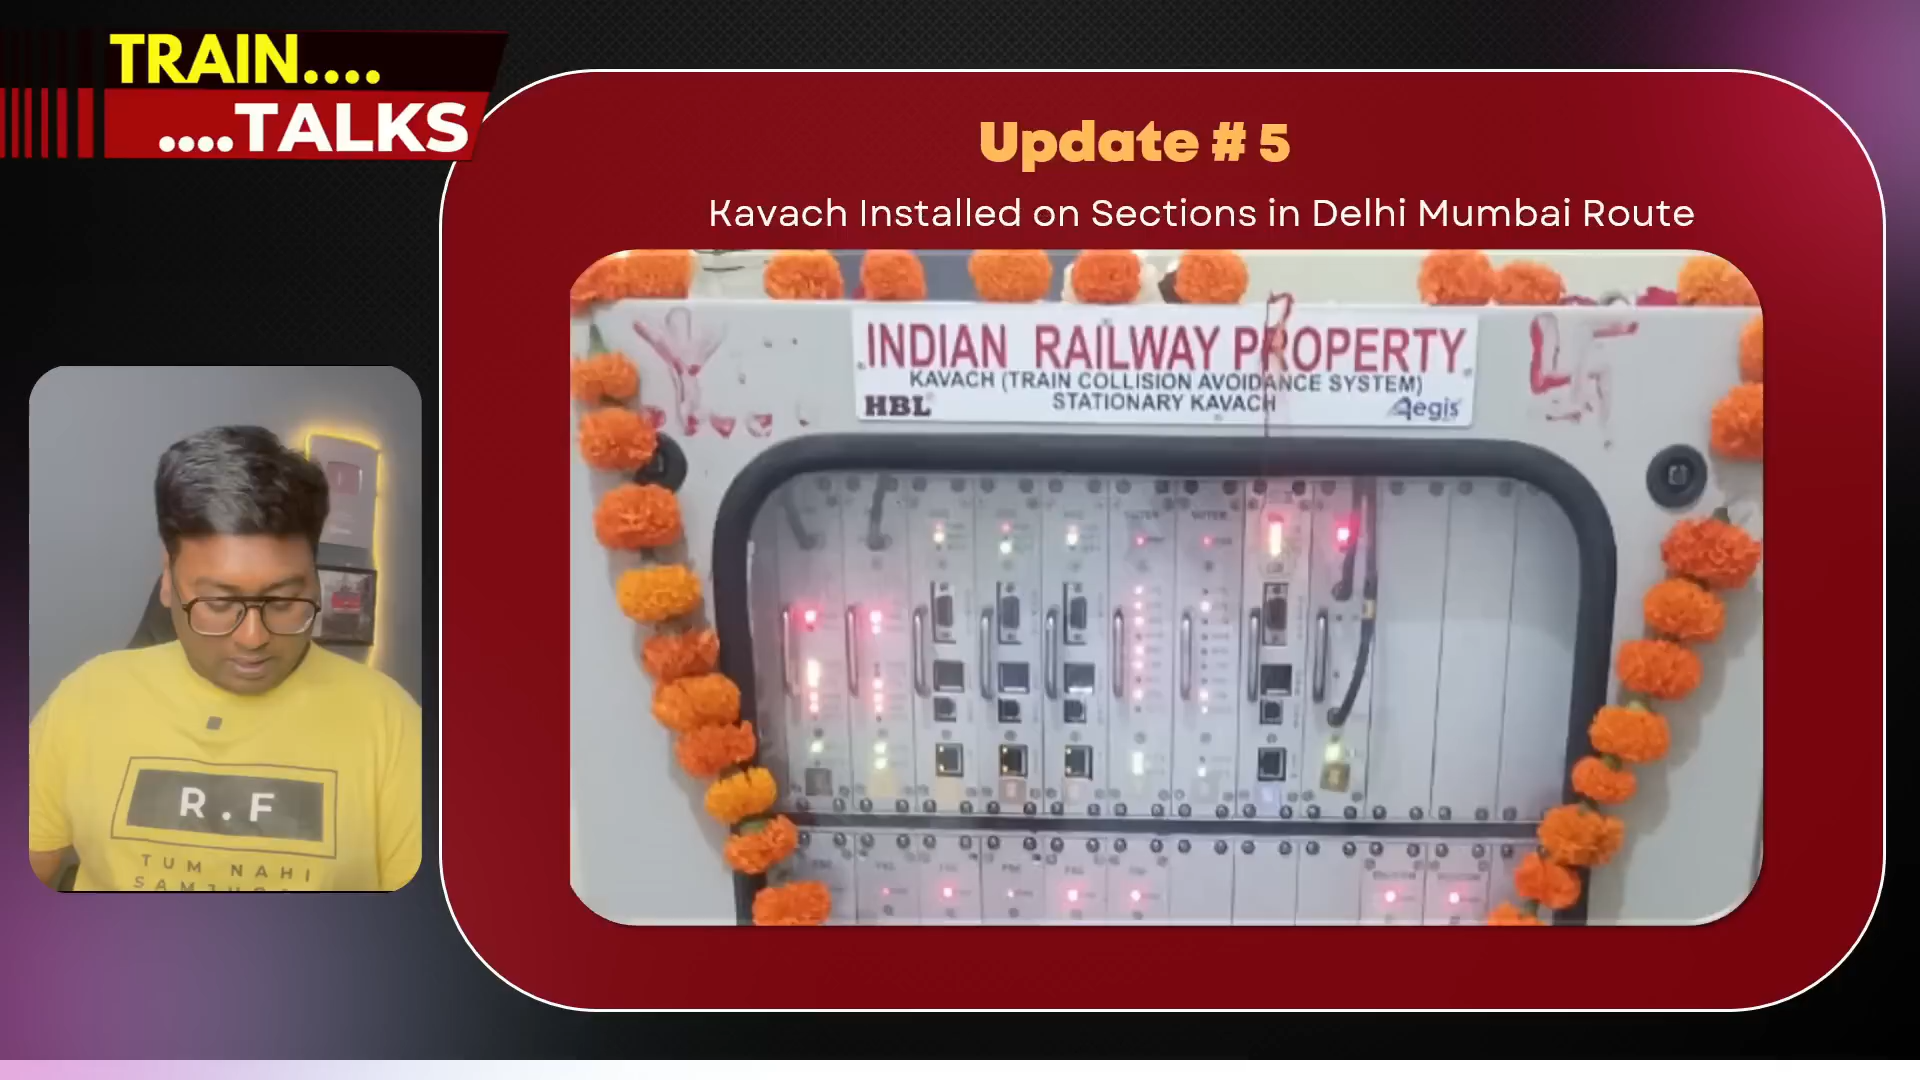 TRAIN....
....TALKS
Update # 5
Kavach Installed on Sections in Delhi Mumbai Route
INDIAN RAILWAY PROPERTY
KAVACH (TRAIN COLLISION AVOIDANCE SYSTEM)
STATIONARY KAVACH
HBL
Aegis
R.F
TUM NAHI